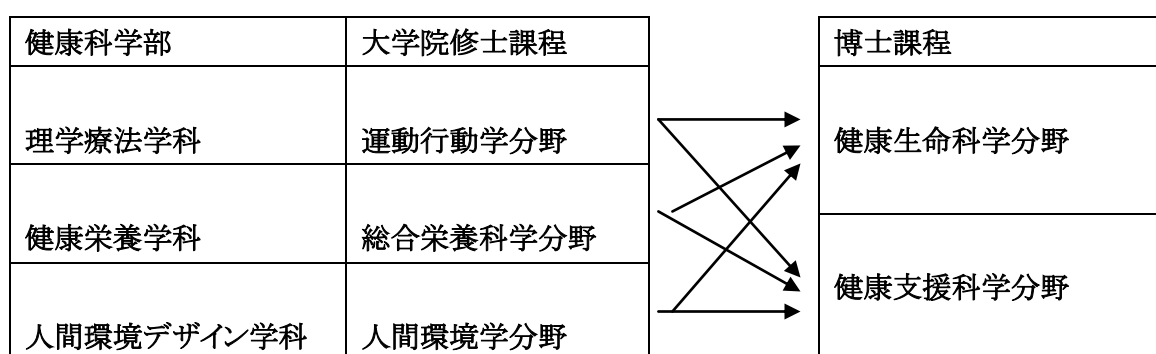 健康科学部 大学院修士課程 博士課程
理学療法学科 運動行動学分野 健康生命科学分野
健康栄養学科 総合栄養科学分野
健康支援科学分野
人間環境デザイン学科 人間環境学分野